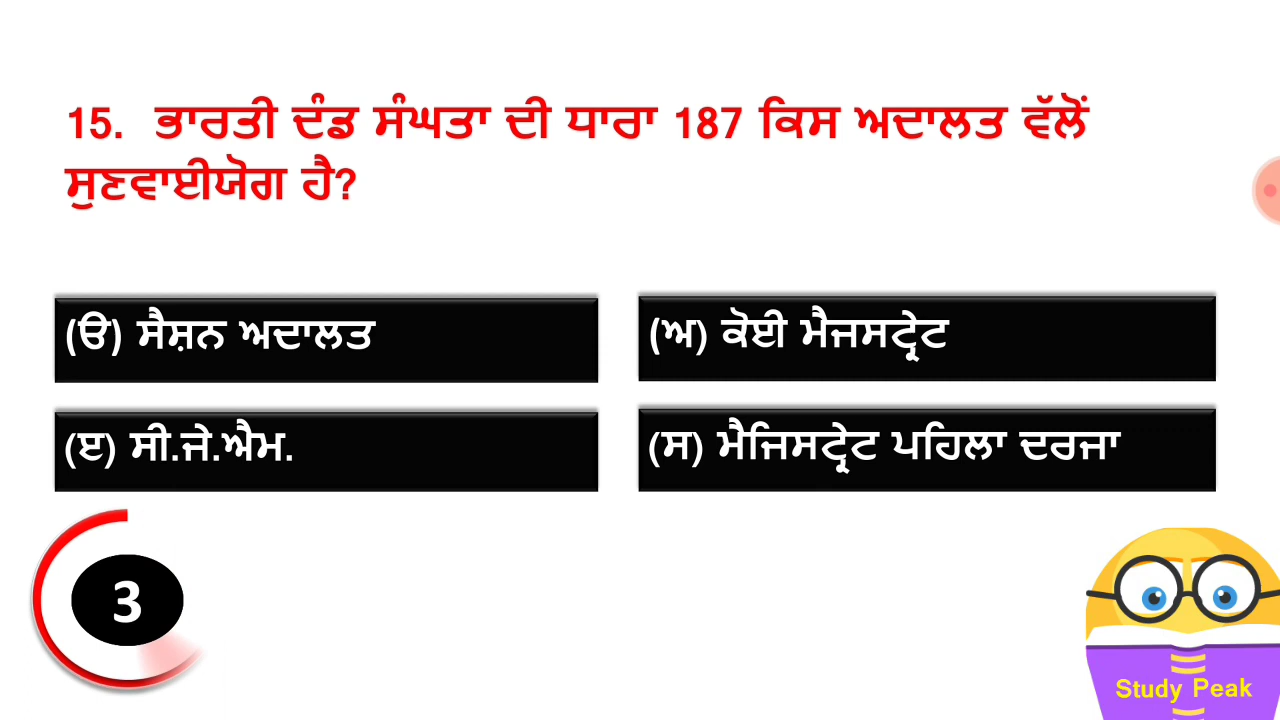 15. ਭਾਰਤੀ ਦੰਡ ਸੰਘਤਾ ਦੀ ਧਾਰਾ 187 ਕਿਸ ਅਦਾਲਤ ਵੱਲੋਂ
ਸੁਣਵਾਈਯੋਗ ਹੈ?
(ੳ) ਸੈਸ਼ਨ ਅਦਾਲਤ
(ਅ) ਕੋਈ ਮੈਜਸਟ੍ਰੇਟ
(ੲ) ਸੀ.ਜੇ.ਐਮ.
(ਸ) ਮੈਜਿਸਟ੍ਰੇਟ ਪਹਿਲਾ ਦਰਜਾ
3
Study Peak